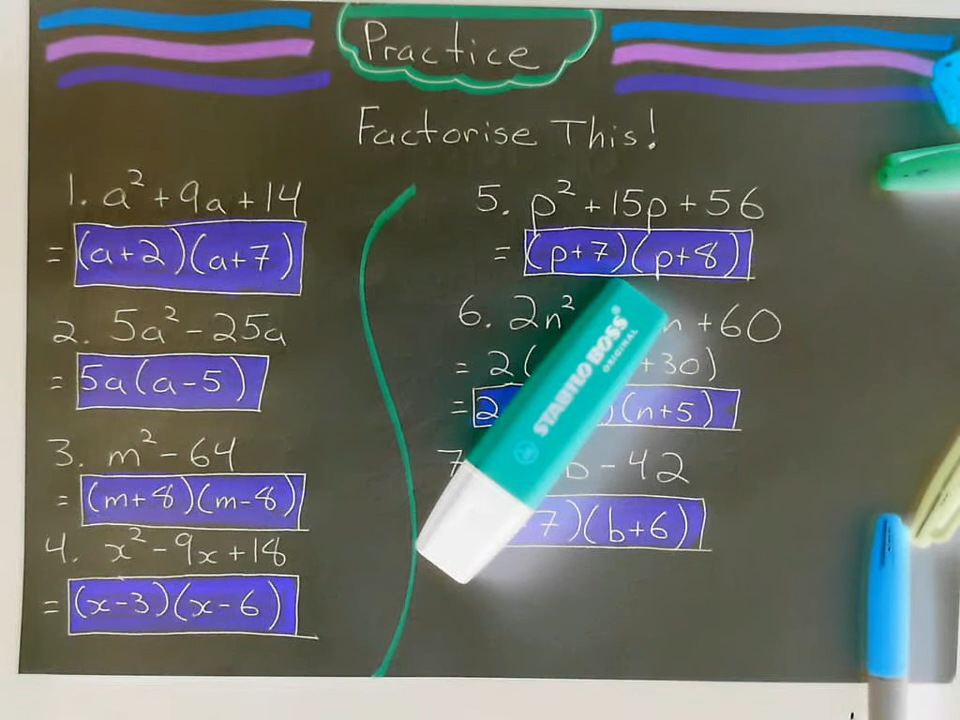 Practice
Factorise This!
1. a² + 9a + 14
= (a+2)(a+7)
2. 5a² - 25a
= 5a(a-5)
3. m² - 64
= (m+8)(m-8)
4. x² - 9x + 18
= (x-3)(x-6)
5. p² + 15p + 56
= (p+7)(p+8)
6. 2n² n + 60
= 2( + 30)
= 2 )(n+5)
7 - 42
7)(b+6)
STABILO BOSS
ORIGINAL